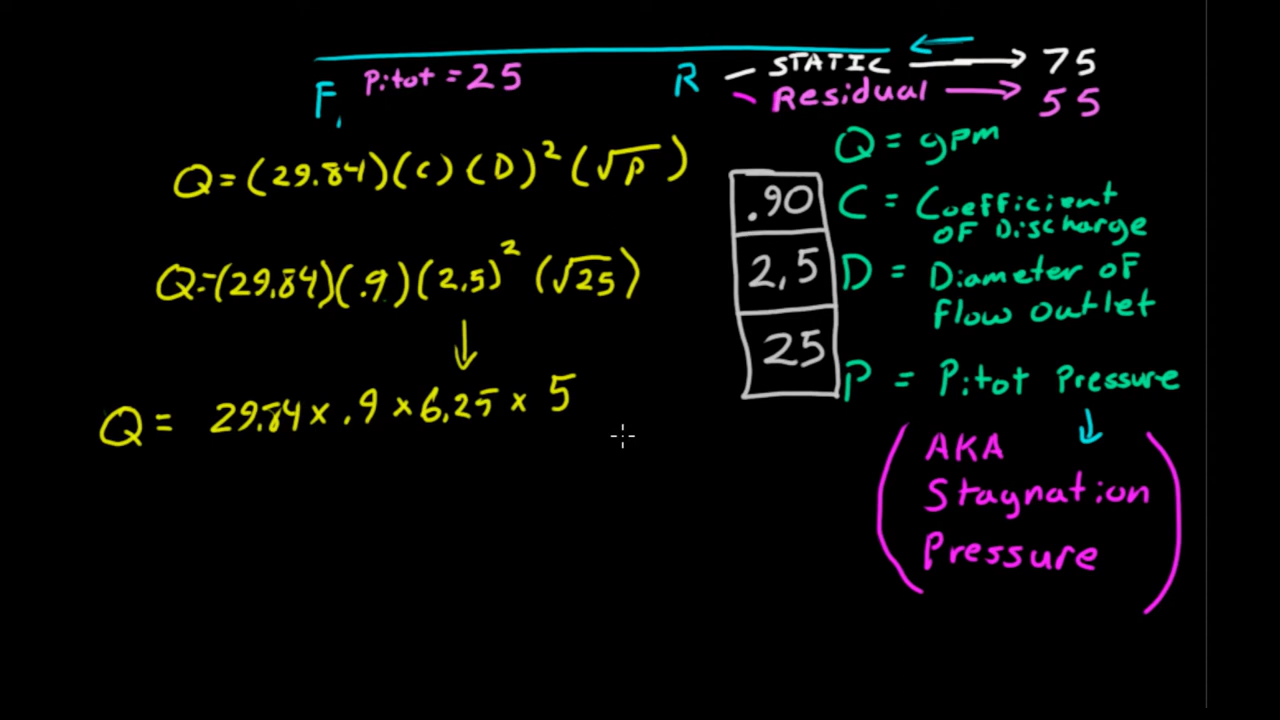 STATIC → 75
F₁ Pitot = 25 R Residual → 55
Q = gpm
Q = (29.84)(C)(D)²(√P)
.90 C = Coefficient
OF Discharge
Q = (29.84)(.9)(2.5)²(√25)
2.5 D = Diameter OF
flow outlet
25 P = Pitot Pressure
Q = 29.84 × .9 × 6.25 × 5
(AKA
Stagnation
Pressure)